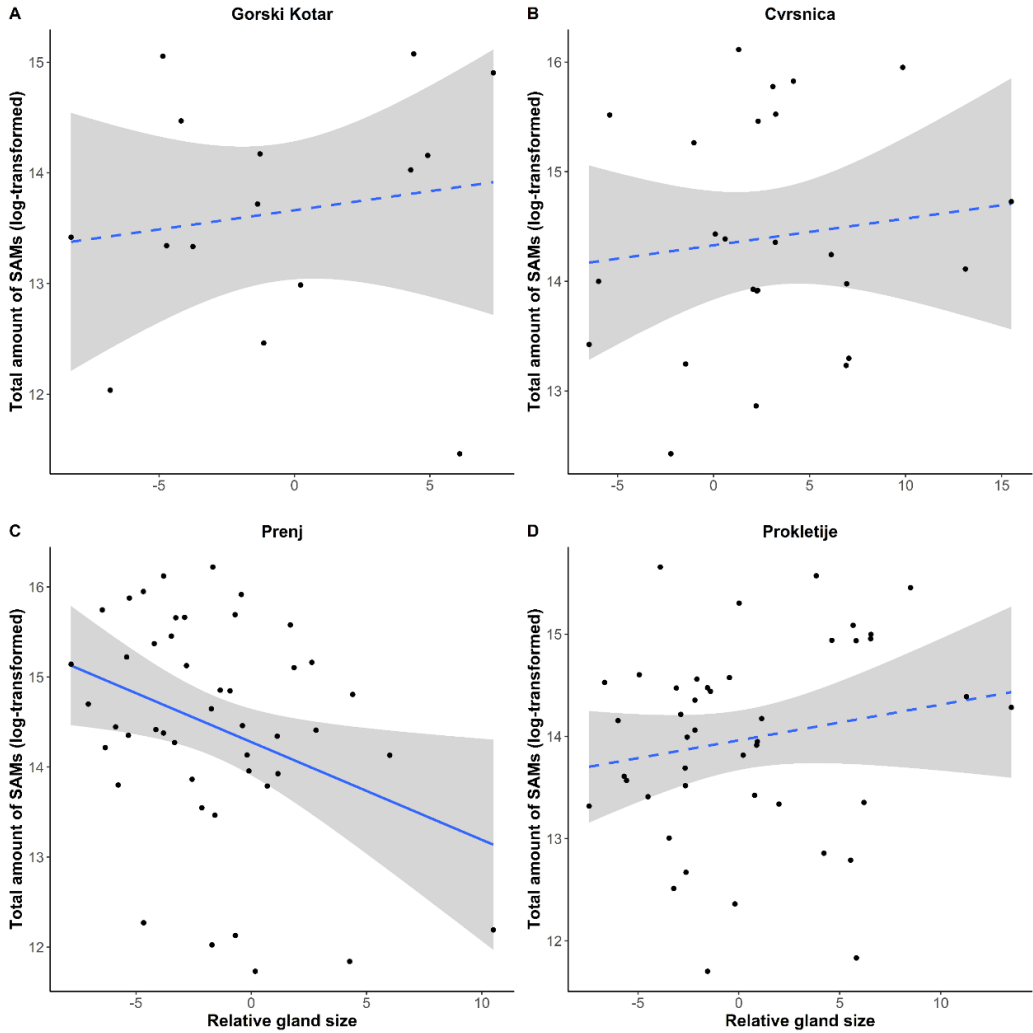 A
Gorski Kotar
Total amount of SAMs (log-transformed)
15
14
13
12
-5
0
5
B
Cvrsnica
Total amount of SAMs (log-transformed)
16
15
14
13
-5
0
5
10
15
C
Prenj
Total amount of SAMs (log-transformed)
16
15
14
13
12
-5
0
5
10
Relative gland size
D
Prokletije
Total amount of SAMs (log-transformed)
15
14
13
12
-5
0
5
10
Relative gland size